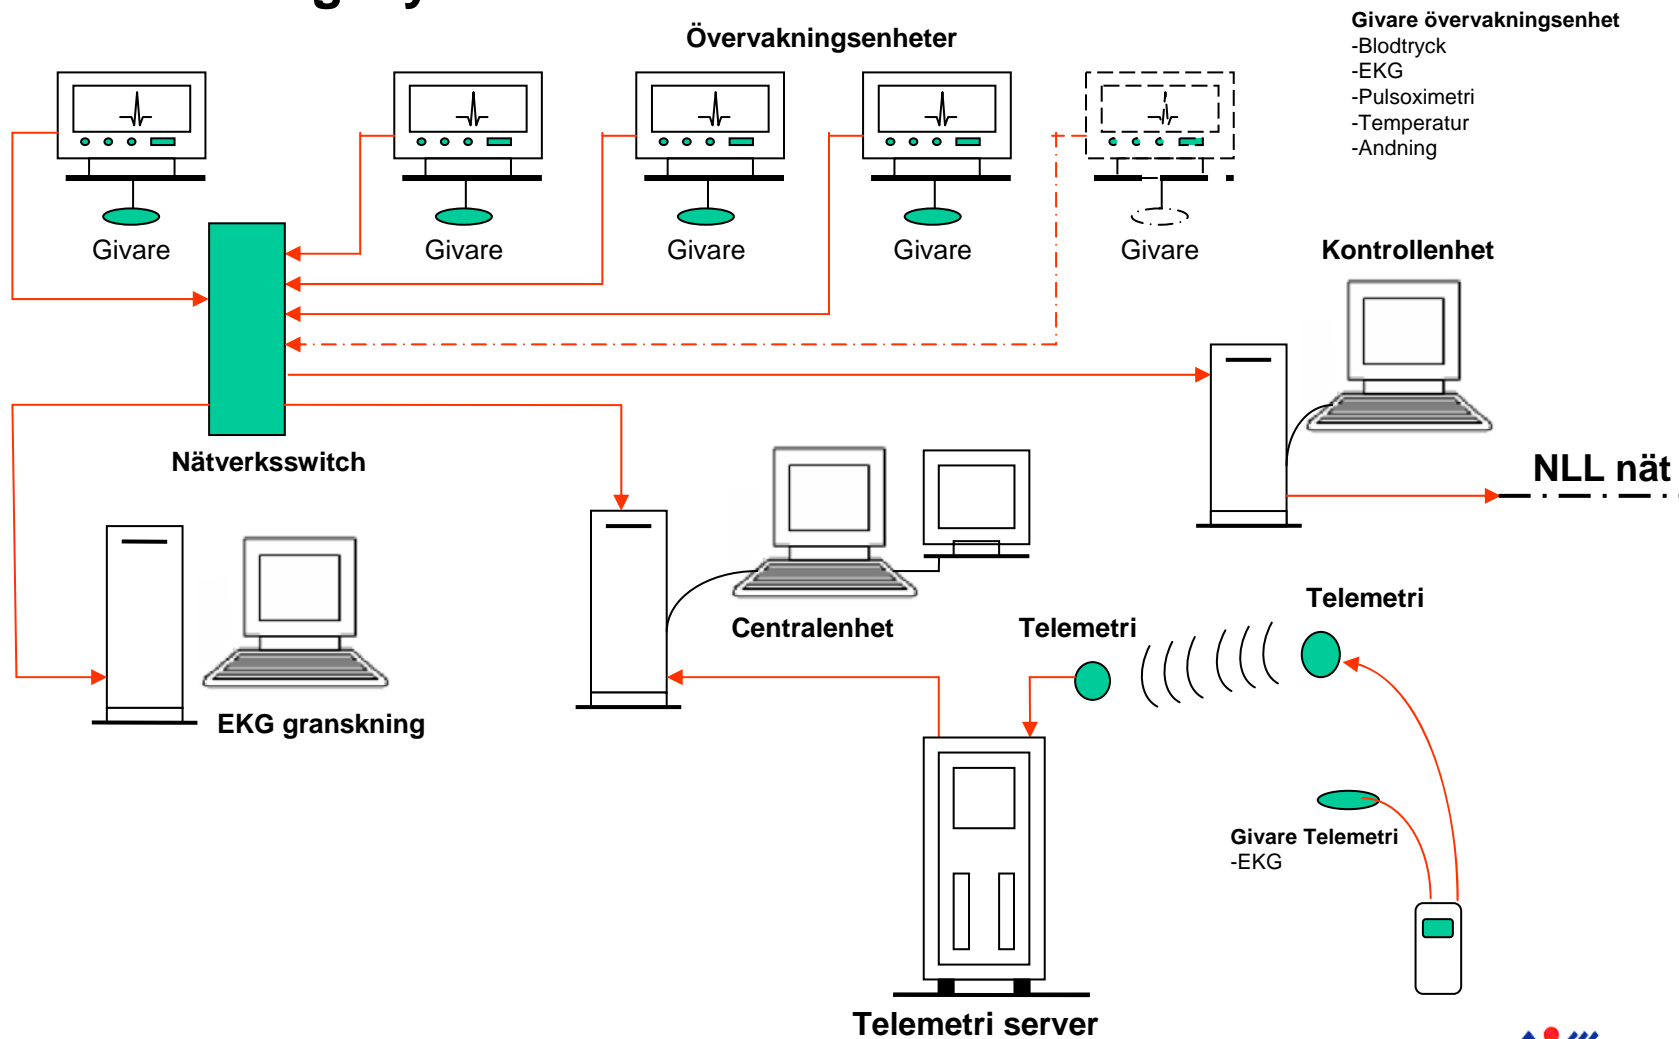 Övervakningsenheter
Givare övervakningsenhet
-Blodtryck
-EKG
-Pulsoximetri
-Temperatur
-Andning
Givare
Givare
Givare
Givare
Givare
Kontrollenhet
Nätverksswitch
NLL nät
Centralenhet
Telemetri
Telemetri
EKG granskning
Givare Telemetri
-EKG
Telemetri server